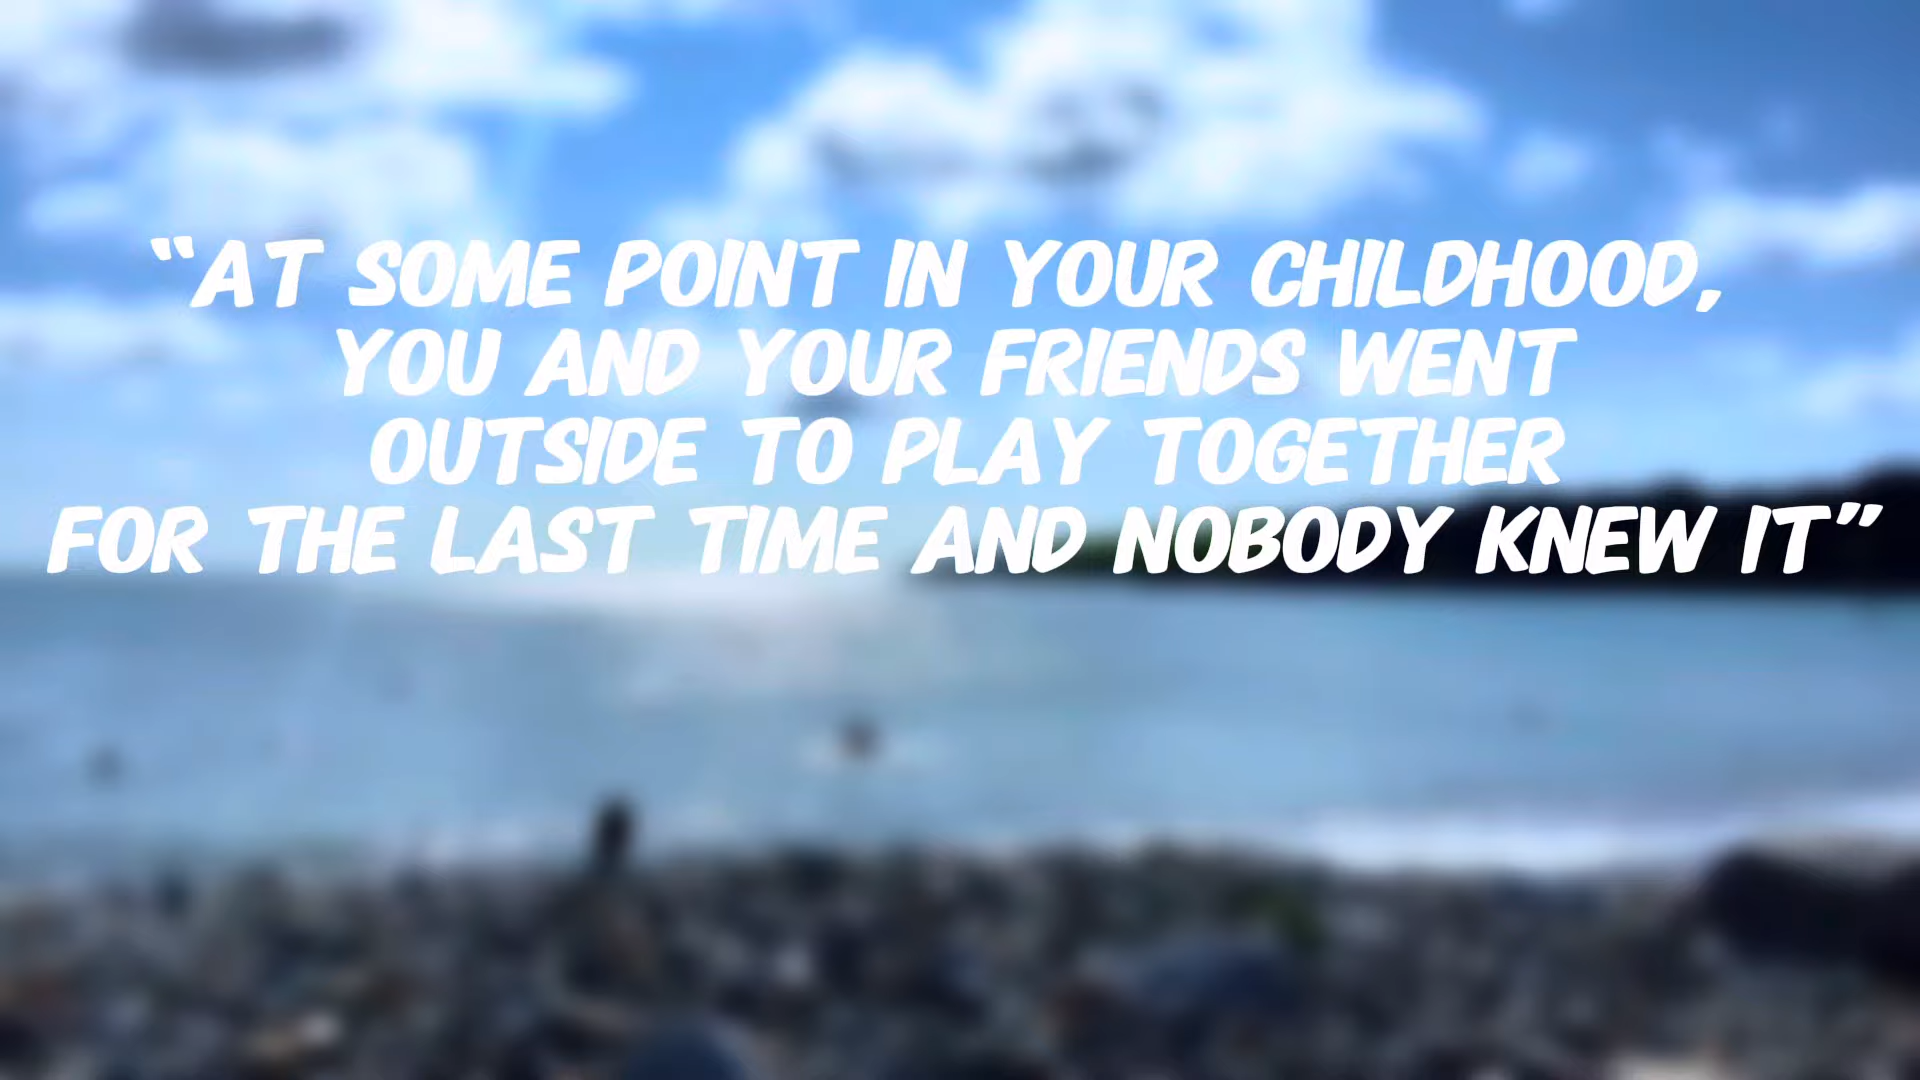 “AT SOME POINT IN YOUR CHILDHOOD,
YOU AND YOUR FRIENDS WENT
OUTSIDE TO PLAY TOGETHER
FOR THE LAST TIME AND NOBODY KNEW IT”